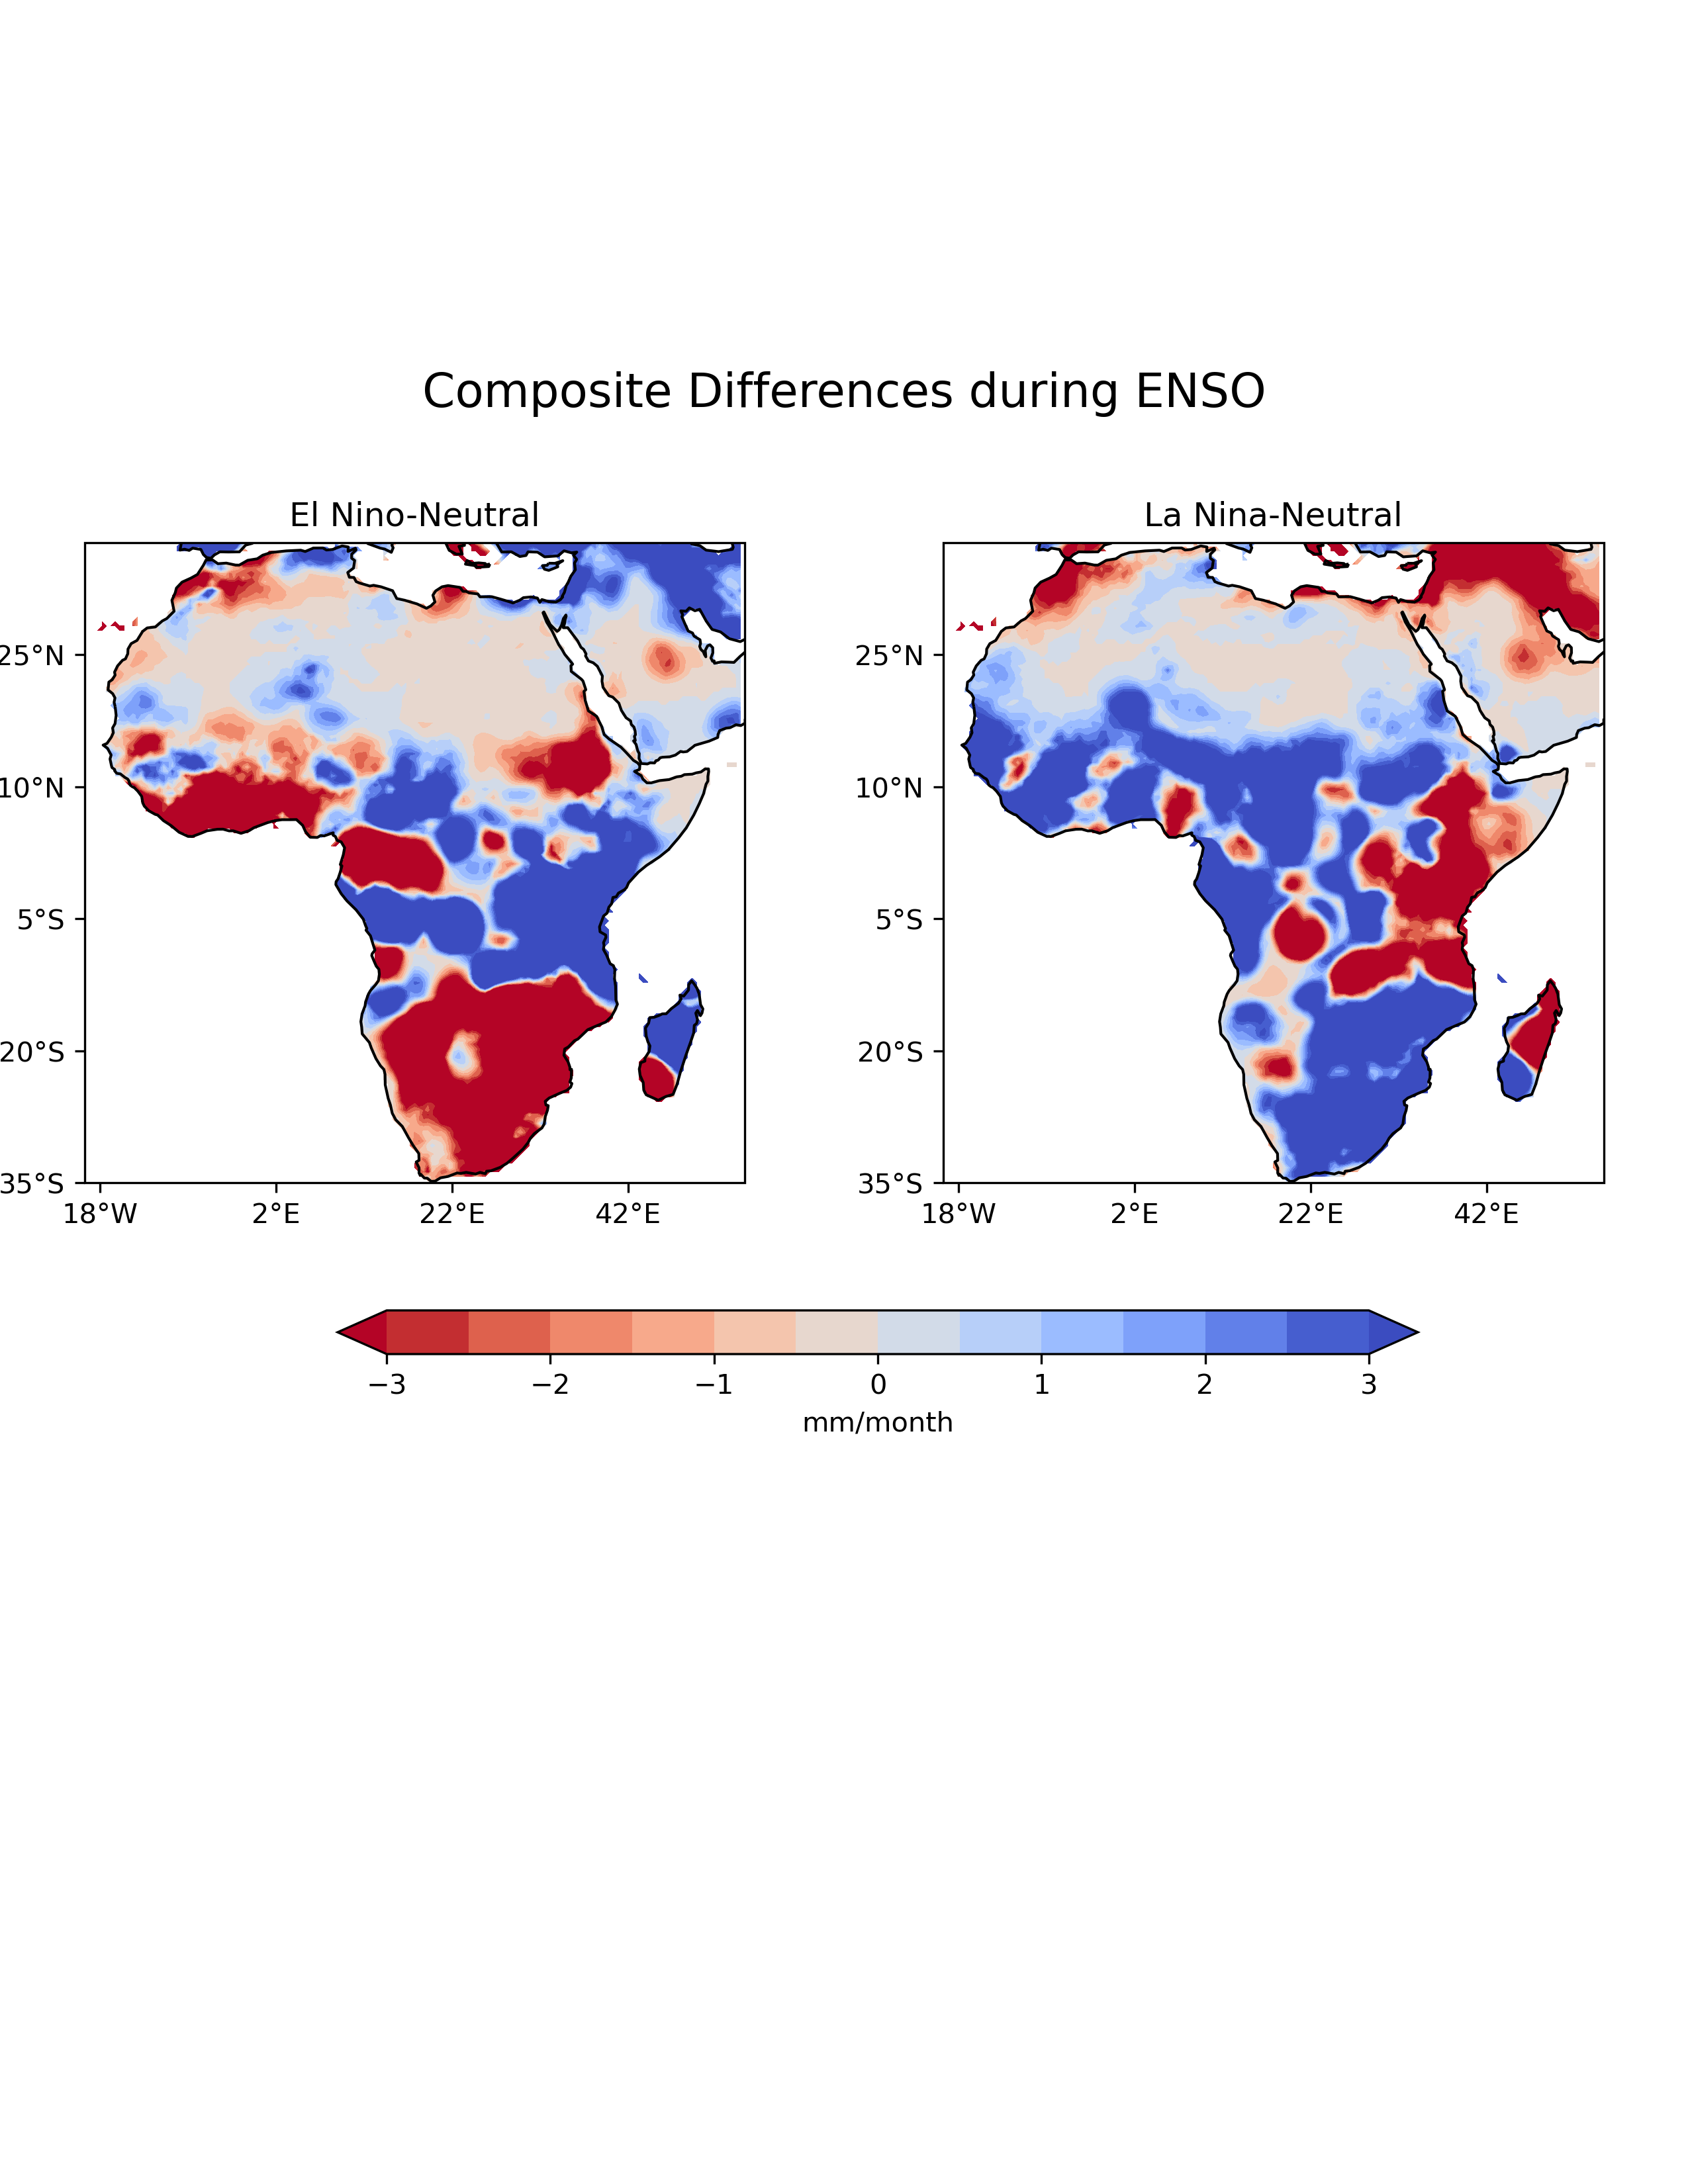 Composite Differences during ENSO
El Nino-Neutral
La Nina-Neutral
25°N
10°N
5°S
20°S
35°S
18°W 2°E 22°E 42°E
25°N
10°N
5°S
20°S
35°S
18°W 2°E 22°E 42°E
−3 −2 −1 0 1 2 3
mm/month